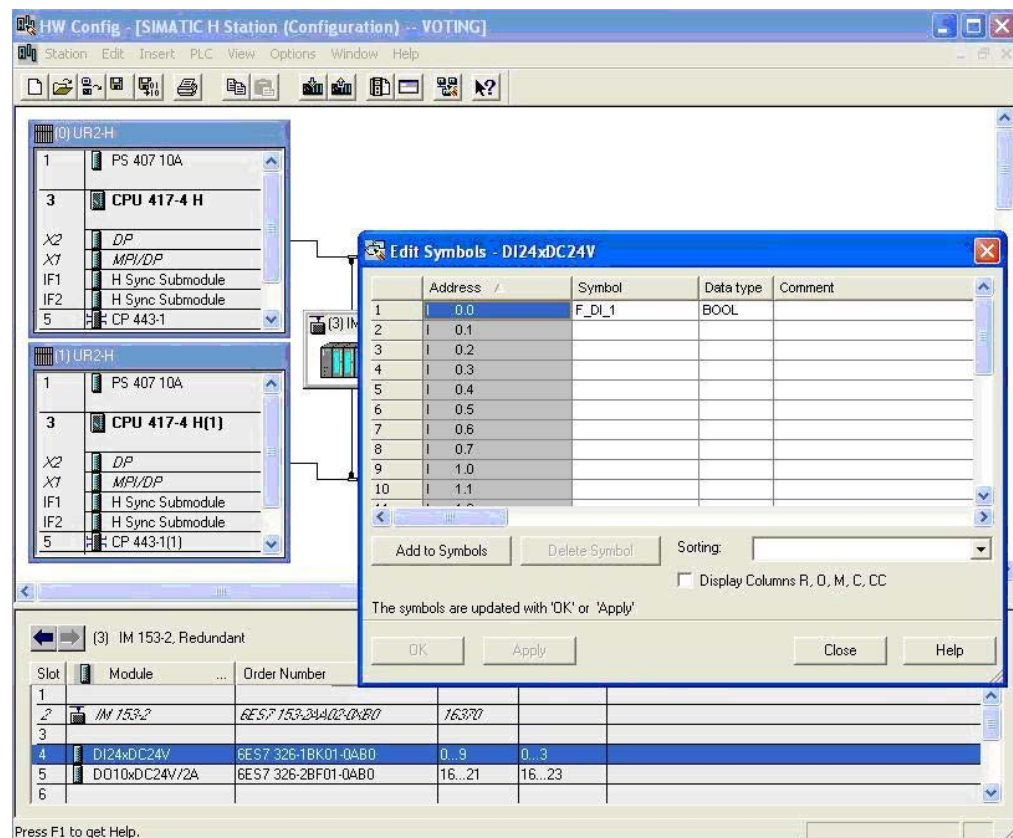 HW Config - [SIMATIC H Station (Configuration) -- VOTING]
Station Edit Insert PLC View Options Window Help
(0) UR2-H
1 PS 407 10A
3 CPU 417-4 H
X2 DP
X1 MPI/DP
IF1 H Sync Submodule
IF2 H Sync Submodule
5 CP 443-1
(1) UR2-H
1 PS 407 10A
3 CPU 417-4 H(1)
X2 DP
X1 MPI/DP
IF1 H Sync Submodule
IF2 H Sync Submodule
5 CP 443-1(1)
(3) IM
Edit Symbols - DI24xDC24V
Address Symbol Data type Comment
1 I 0.0 F_DI_1 BOOL
2 I 0.1
3 I 0.2
4 I 0.3
5 I 0.4
6 I 0.5
7 I 0.6
8 I 0.7
9 I 1.0
10 I 1.1
Add to Symbols Delete Symbol Sorting:
Display Columns R, O, M, C, CC
The symbols are updated with 'OK' or 'Apply'
OK Apply Close Help
(3) IM 153-2, Redundant
Slot Module ... Order Number
1
2 IM 153-2 6ES7 153-2AA02-0XB0 16370
3
4 DI24xDC24V 6ES7 326-1BK01-0AB0 0...9 0...3
5 DO10xDC24V/2A 6ES7 326-2BF01-0AB0 16...21 16...23
6
Press F1 to get Help.